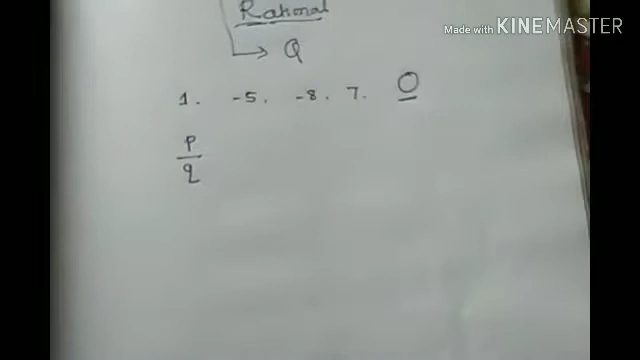 Rational
Made with KINEMASTER
→ Q
1. -5. -8. 7. 0
p
q